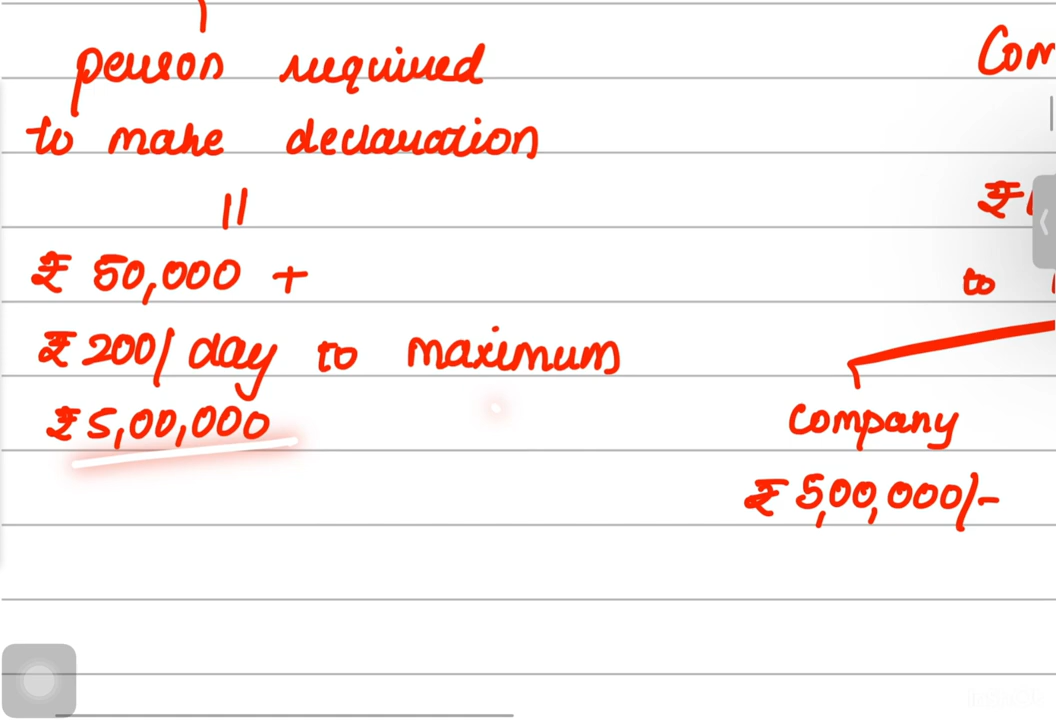 person required
to make declaration
||
₹ 50,000 +
₹ 200/ day to maximum
₹ 5,00,000
Com
₹
to
Company
₹ 5,00,000/-